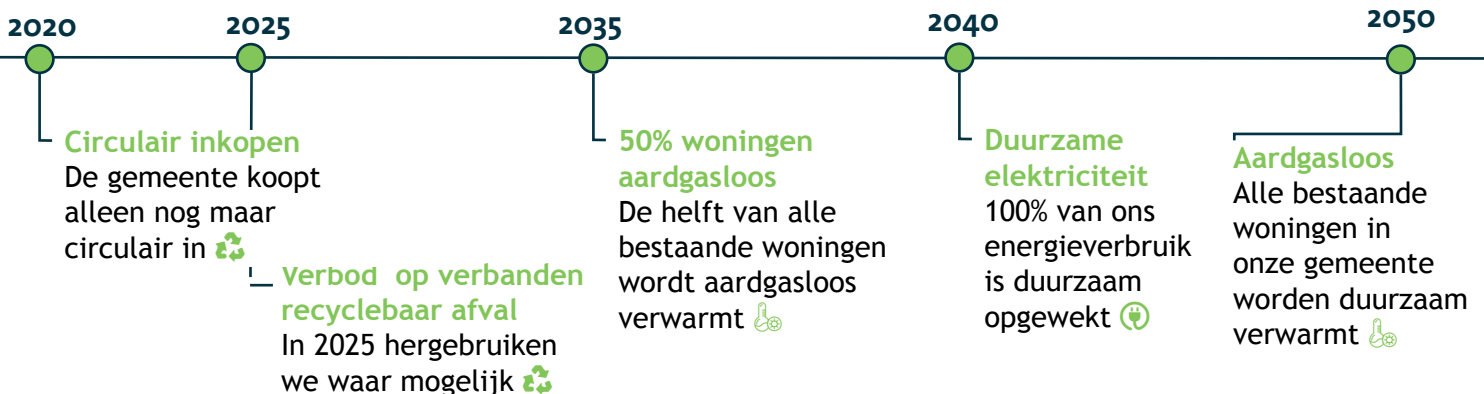 2020
2025
2035
2040
2050
Circulair inkopen
De gemeente koopt
alleen nog maar
circulair in
Verbod op verbanden
recyclebaar afval
In 2025 hergebruiken
we waar mogelijk
50% woningen
aardgasloos
De helft van alle
bestaande woningen
wordt aardgasloos
verwarmt
Duurzame
elektriciteit
100% van ons
energieverbruik
is duurzaam
opgewekt
Aardgasloos
Alle bestaande
woningen in
onze gemeente
worden duurzaam
verwarmt